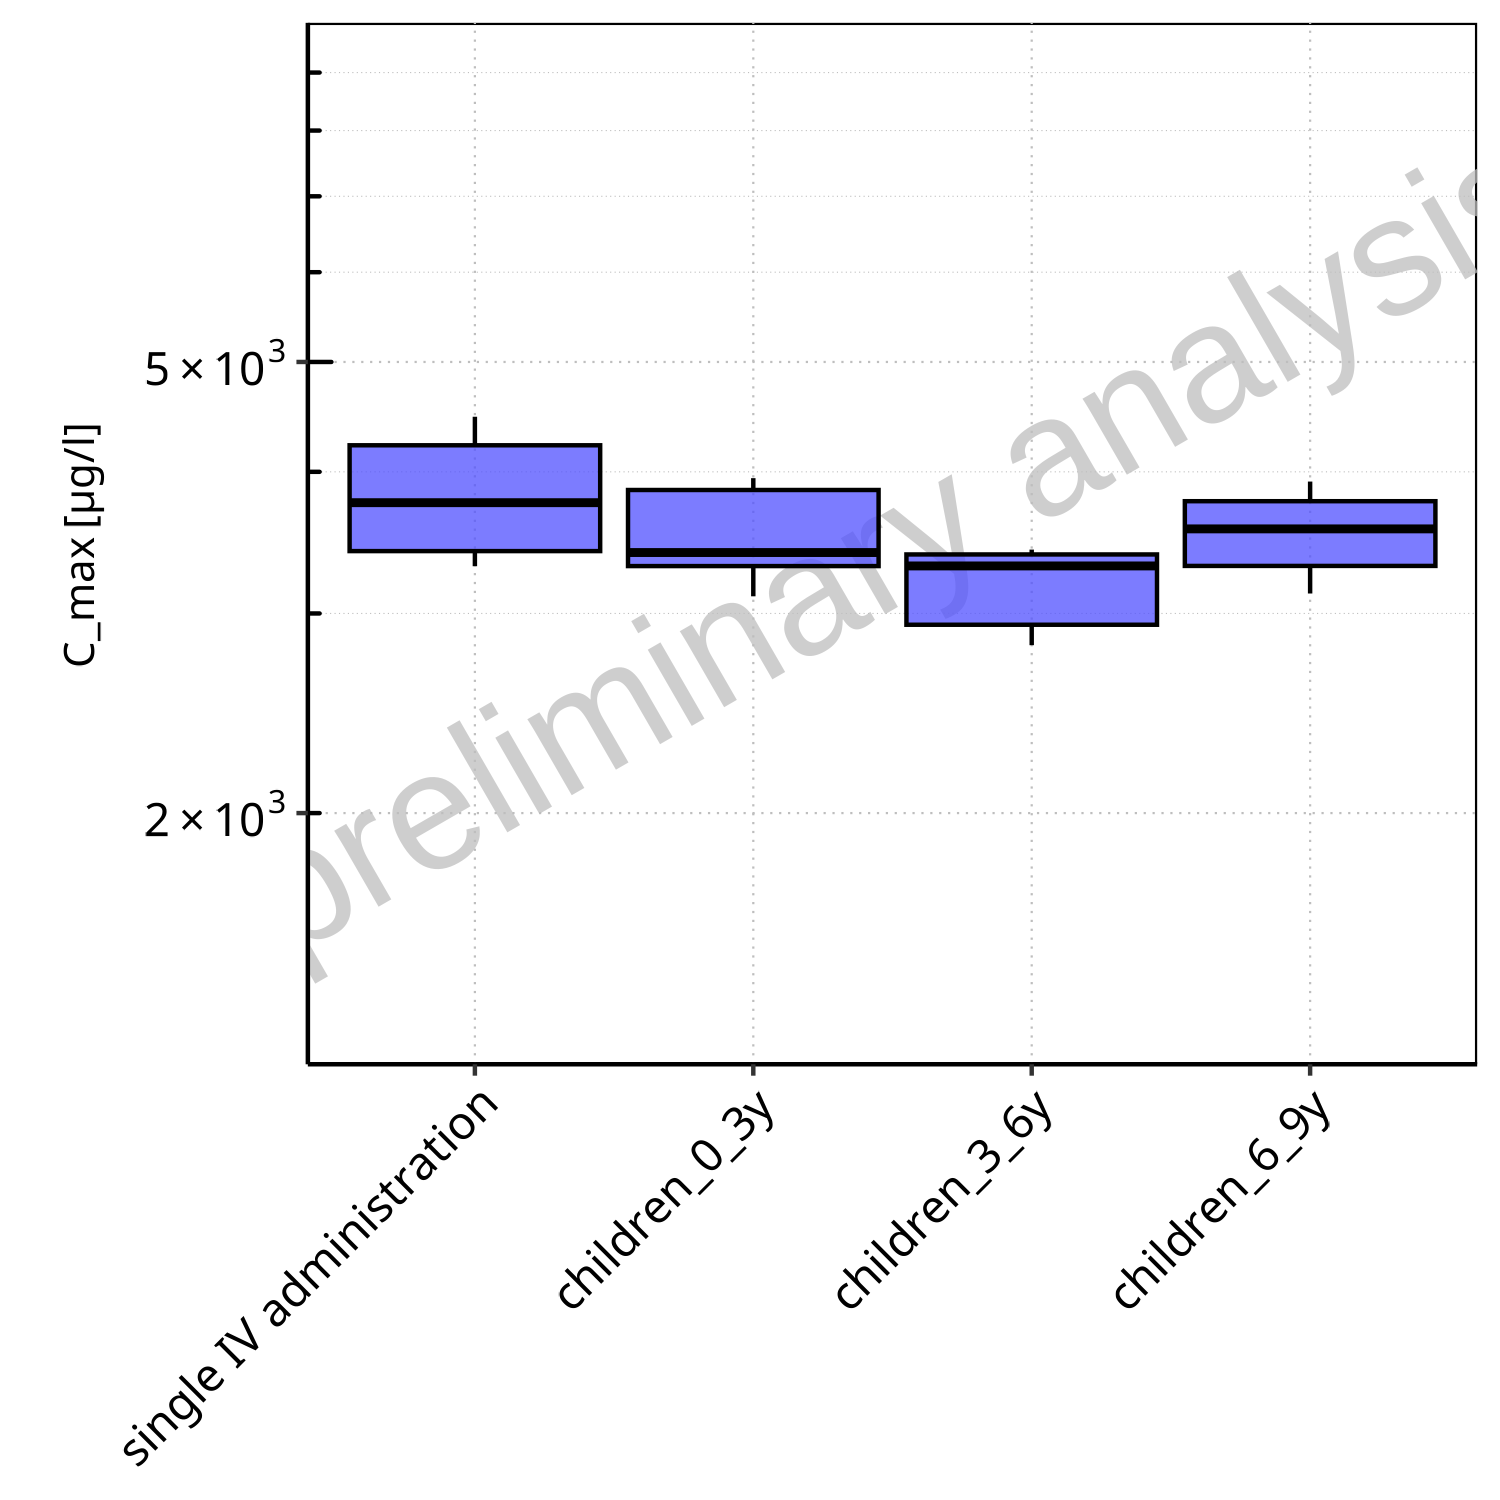 5 × 10³
2 × 10³
C_max [µg/l]
preliminary analysis
single IV administration
children_0_3y
children_3_6y
children_6_9y